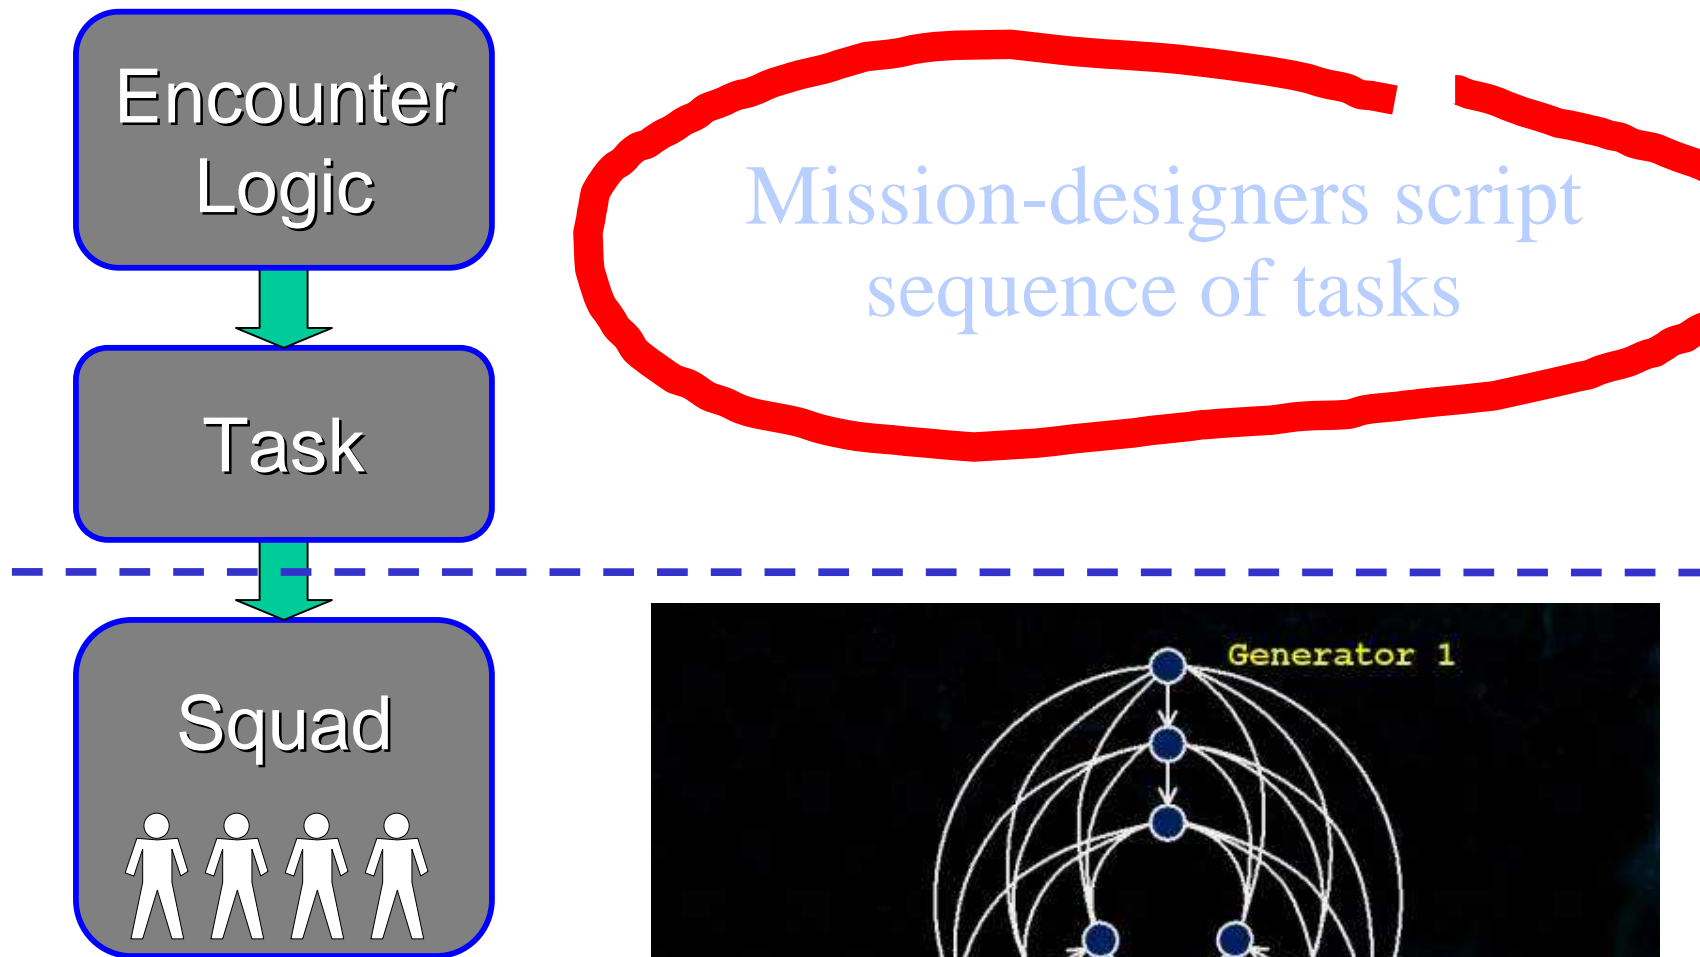 Encounter
Logic
Mission-designers script
sequence of tasks
Task
Squad
Generator 1